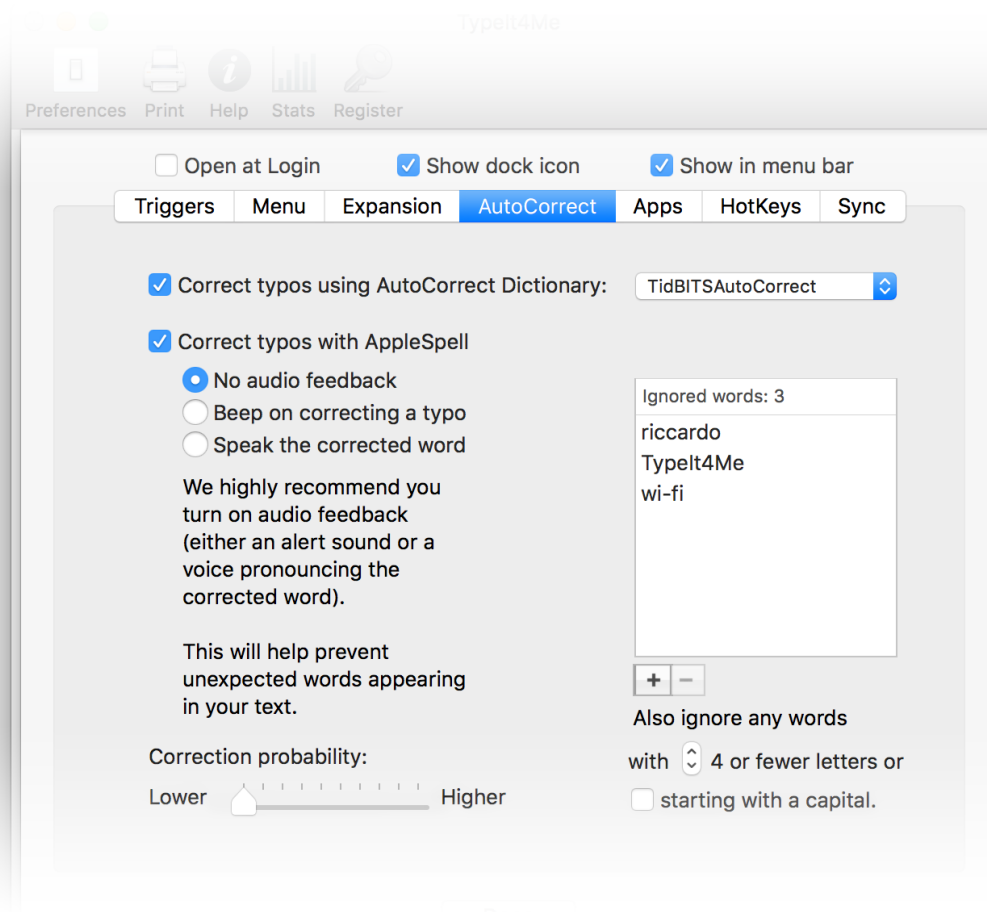 TypeIt4Me
Preferences Print Help Stats Register
Open at Login Show dock icon Show in menu bar
Triggers Menu Expansion AutoCorrect Apps HotKeys Sync
Correct typos using AutoCorrect Dictionary: TidBITSAutoCorrect
Correct typos with AppleSpell
No audio feedback
Beep on correcting a typo
Speak the corrected word
We highly recommend you
turn on audio feedback
(either an alert sound or a
voice pronouncing the
corrected word).
This will help prevent
unexpected words appearing
in your text.
Correction probability:
Lower Higher
Ignored words: 3
riccardo
TypeIt4Me
wi-fi
+ −
Also ignore any words
with 4 or fewer letters or
starting with a capital.